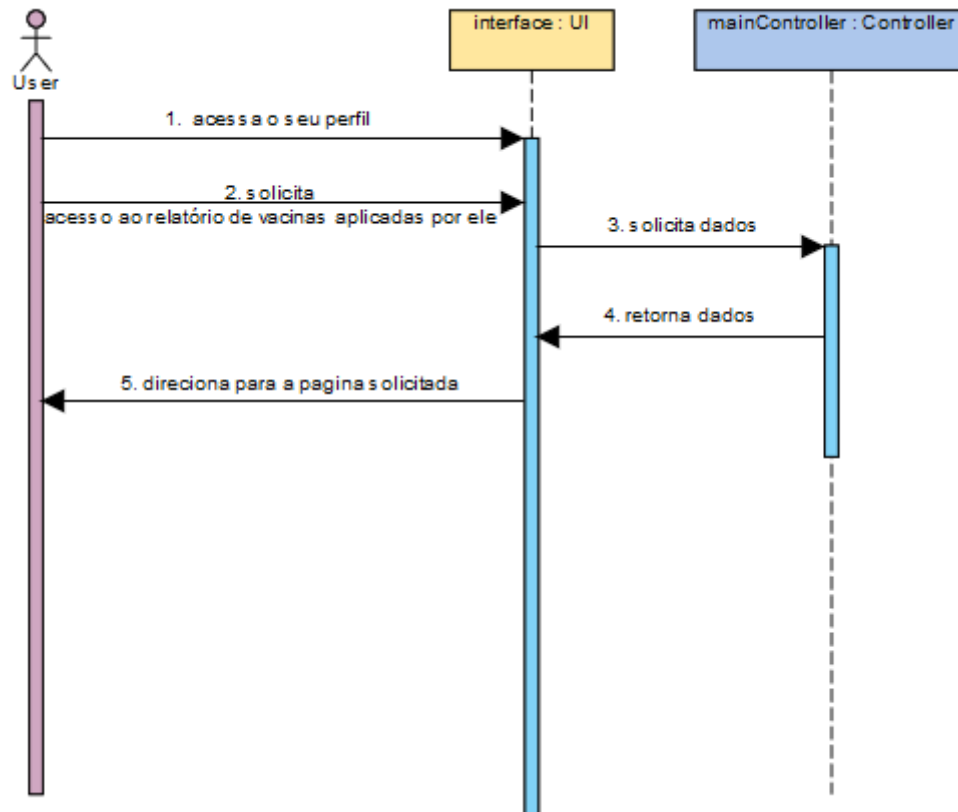 interface : UI
mainController : Controller
User
1. acessa o seu perfil
2. solicita
acesso ao relatório de vacinas aplicadas por ele
3. solicita dados
4. retorna dados
5. direciona para a pagina solicitada